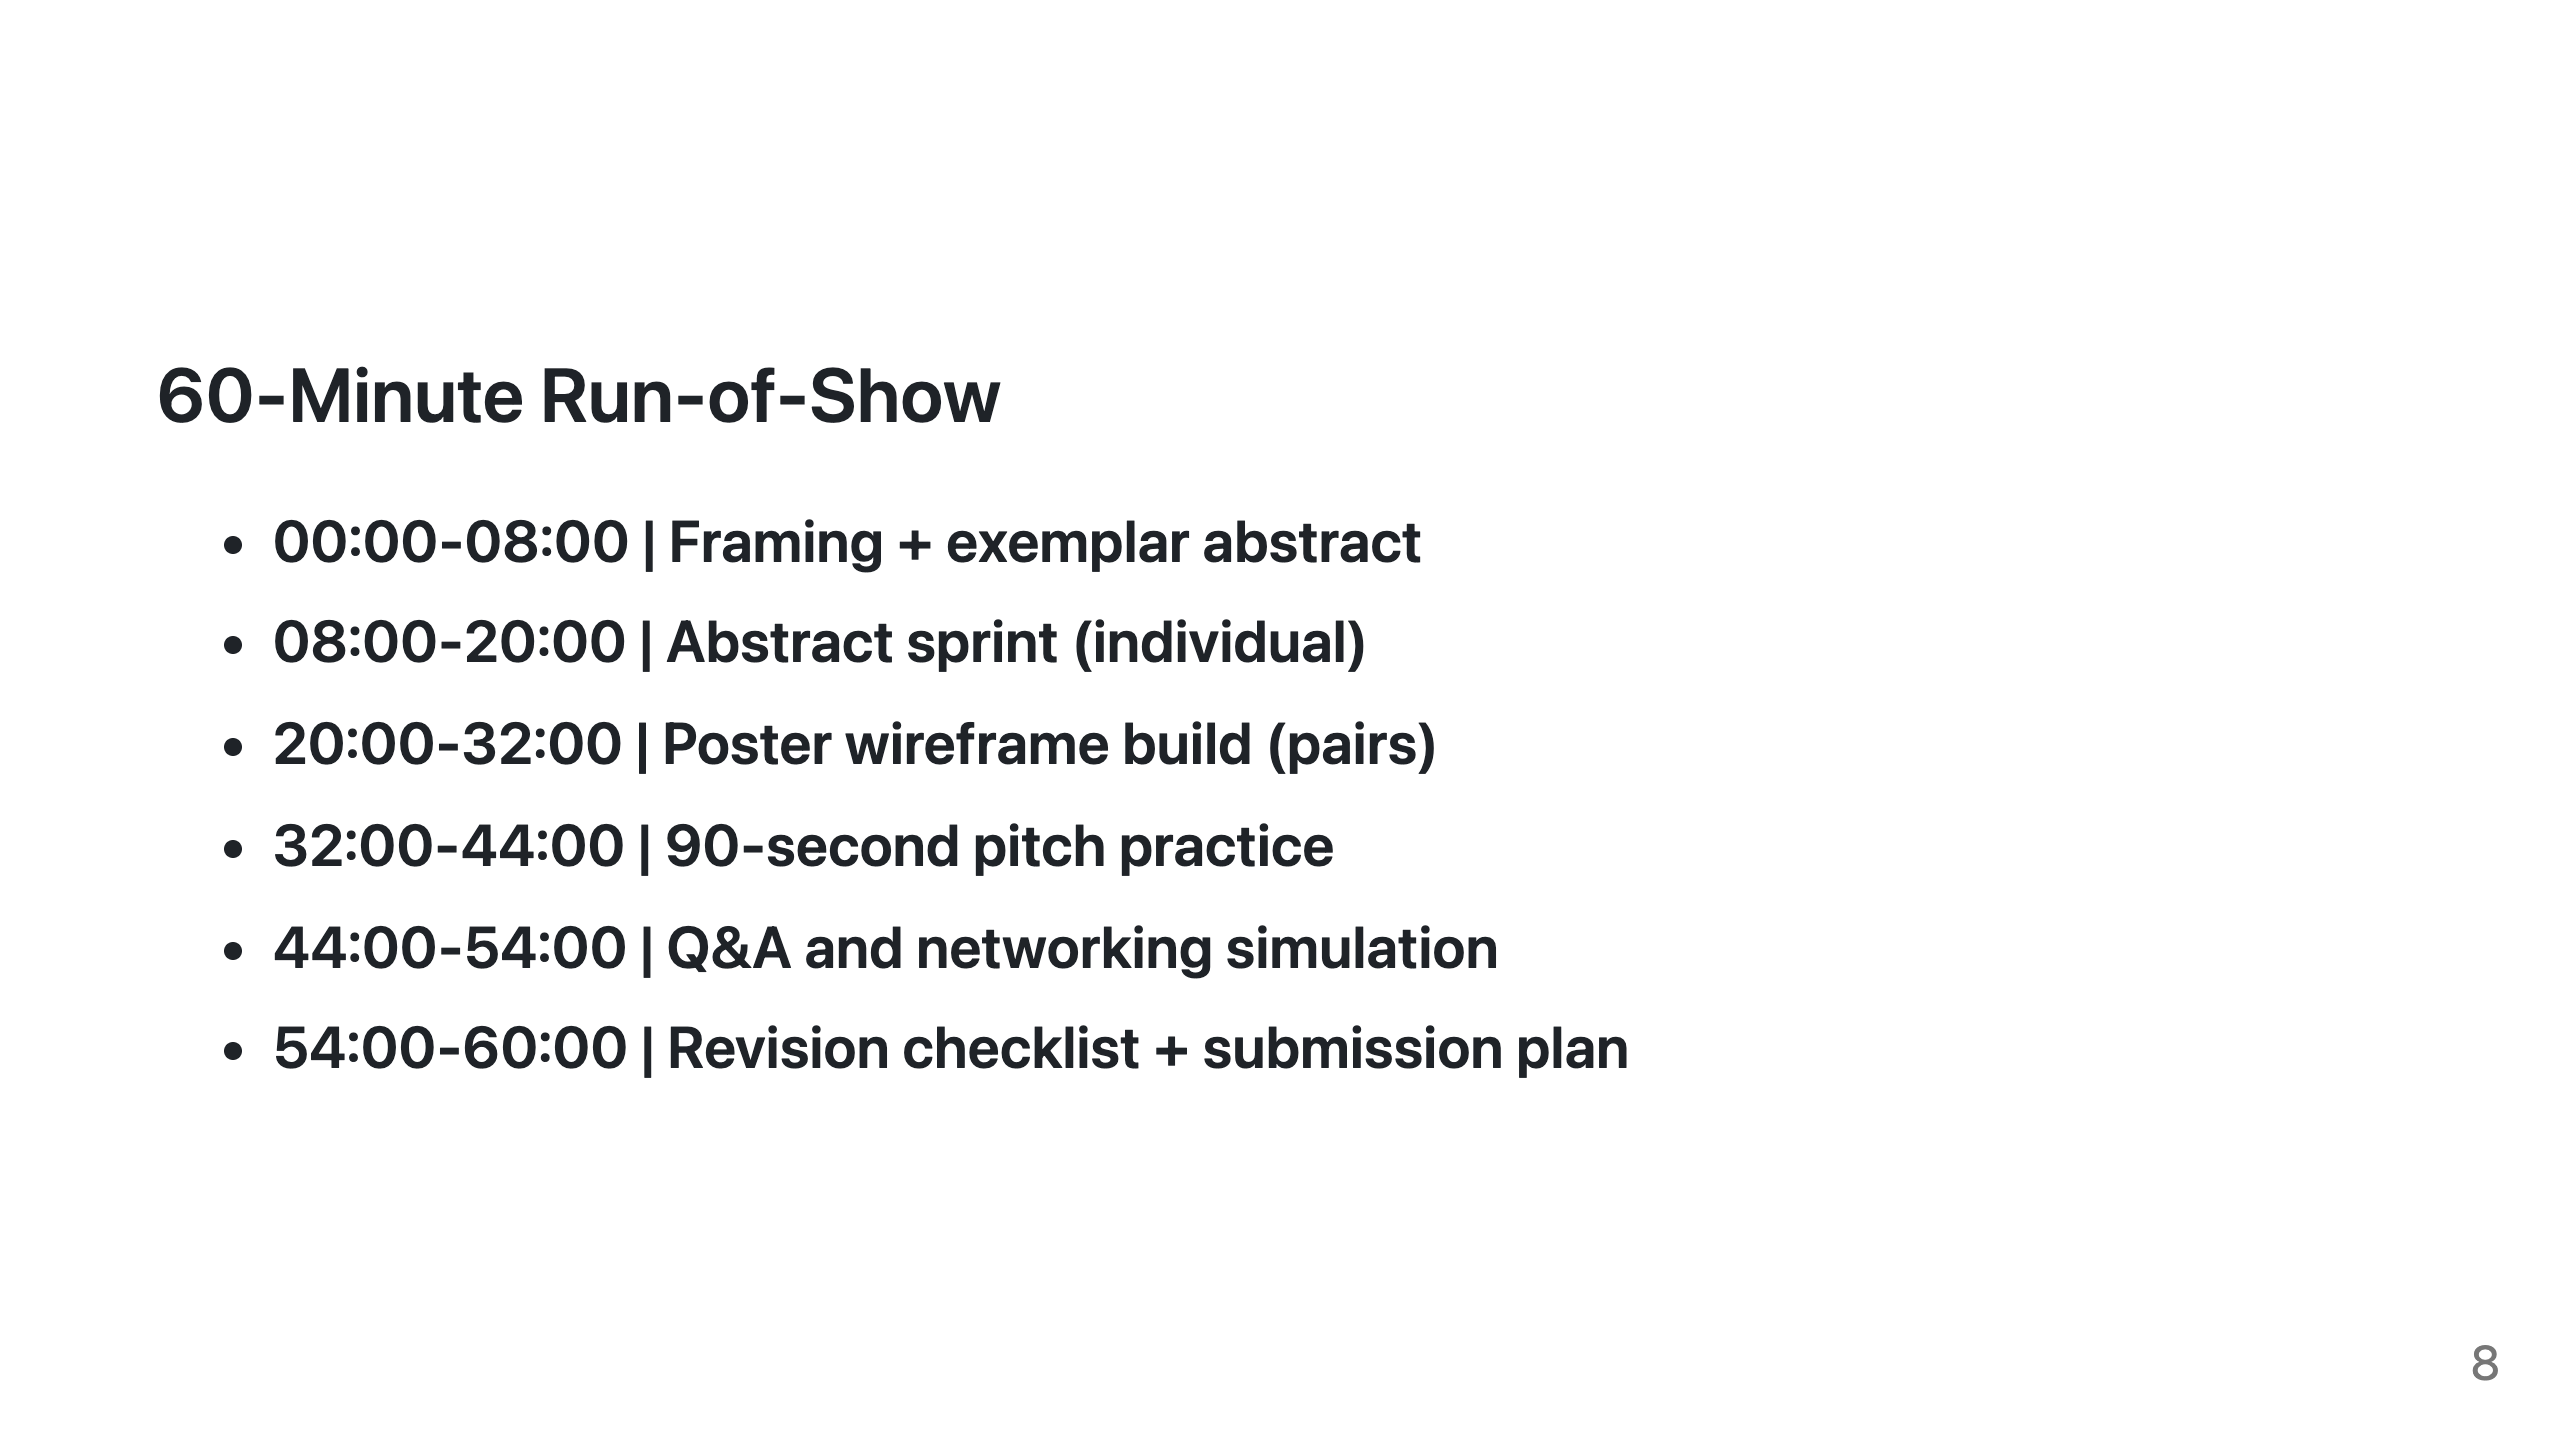 60-Minute Run-of-Show
• 00:00-08:00 | Framing + exemplar abstract
• 08:00-20:00 | Abstract sprint (individual)
• 20:00-32:00 | Poster wireframe build (pairs)
• 32:00-44:00 | 90-second pitch practice
• 44:00-54:00 | Q&A and networking simulation
• 54:00-60:00 | Revision checklist + submission plan
8